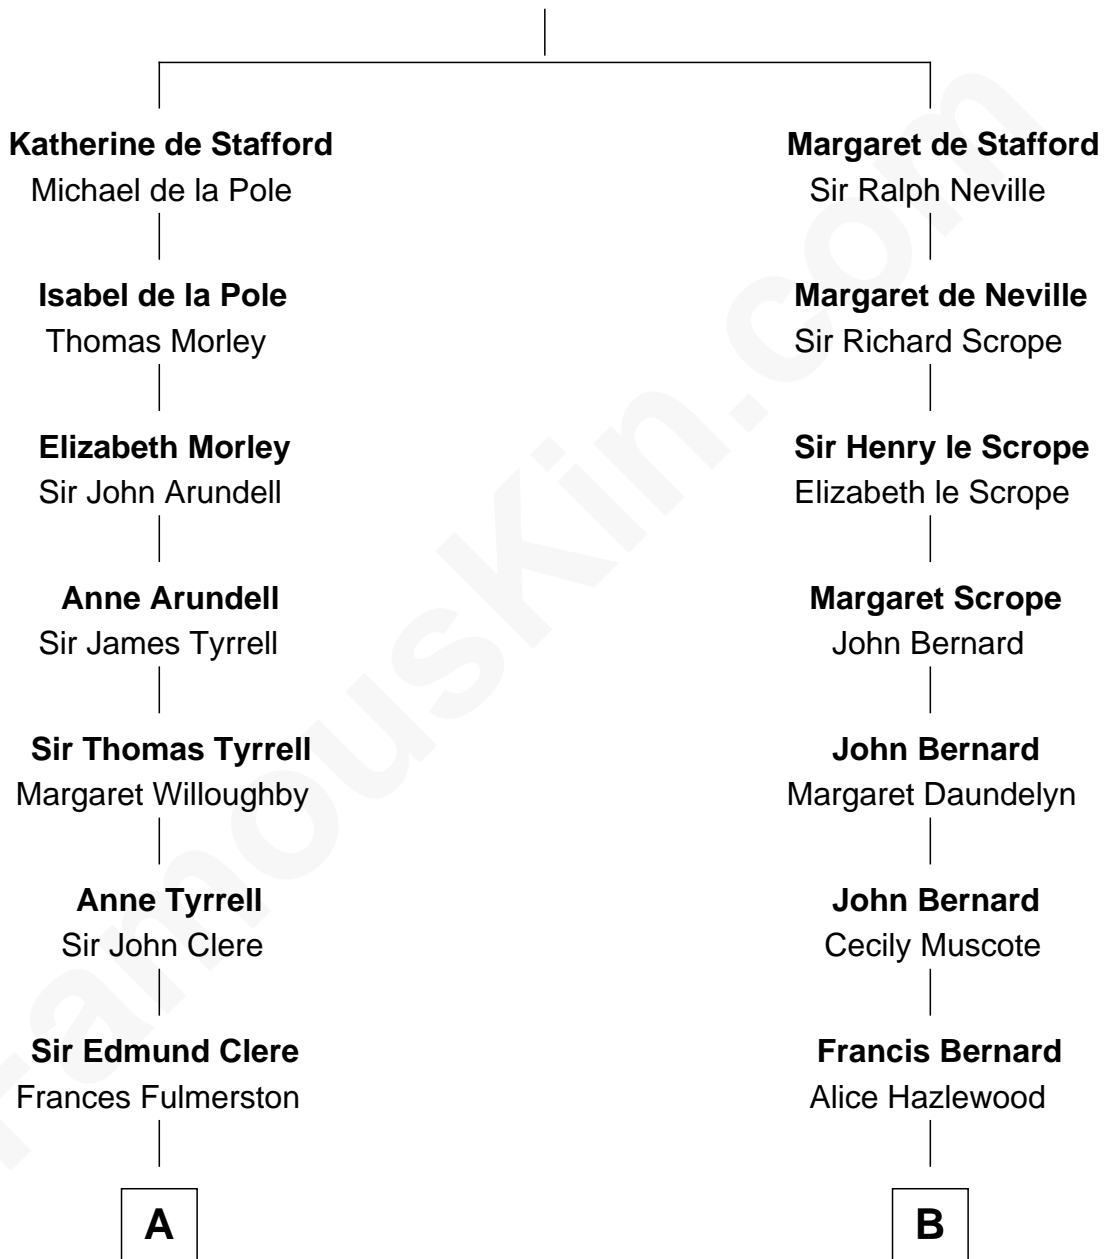 Katherine de Stafford
Michael de la Pole
Isabel de la Pole
Thomas Morley
Elizabeth Morley
Sir John Arundell
Anne Arundell
Sir James Tyrrell
Sir Thomas Tyrrell
Margaret Willoughby
Anne Tyrrell
Sir John Clere
Sir Edmund Clere
Frances Fulmerston
A
Margaret de Stafford
Sir Ralph Neville
Margaret de Neville
Sir Richard Scrope
Sir Henry le Scrope
Elizabeth le Scrope
Margaret Scrope
John Bernard
John Bernard
Margaret Daundelyn
John Bernard
Cecily Muscote
Francis Bernard
Alice Hazlewood
B
FamousKin.com